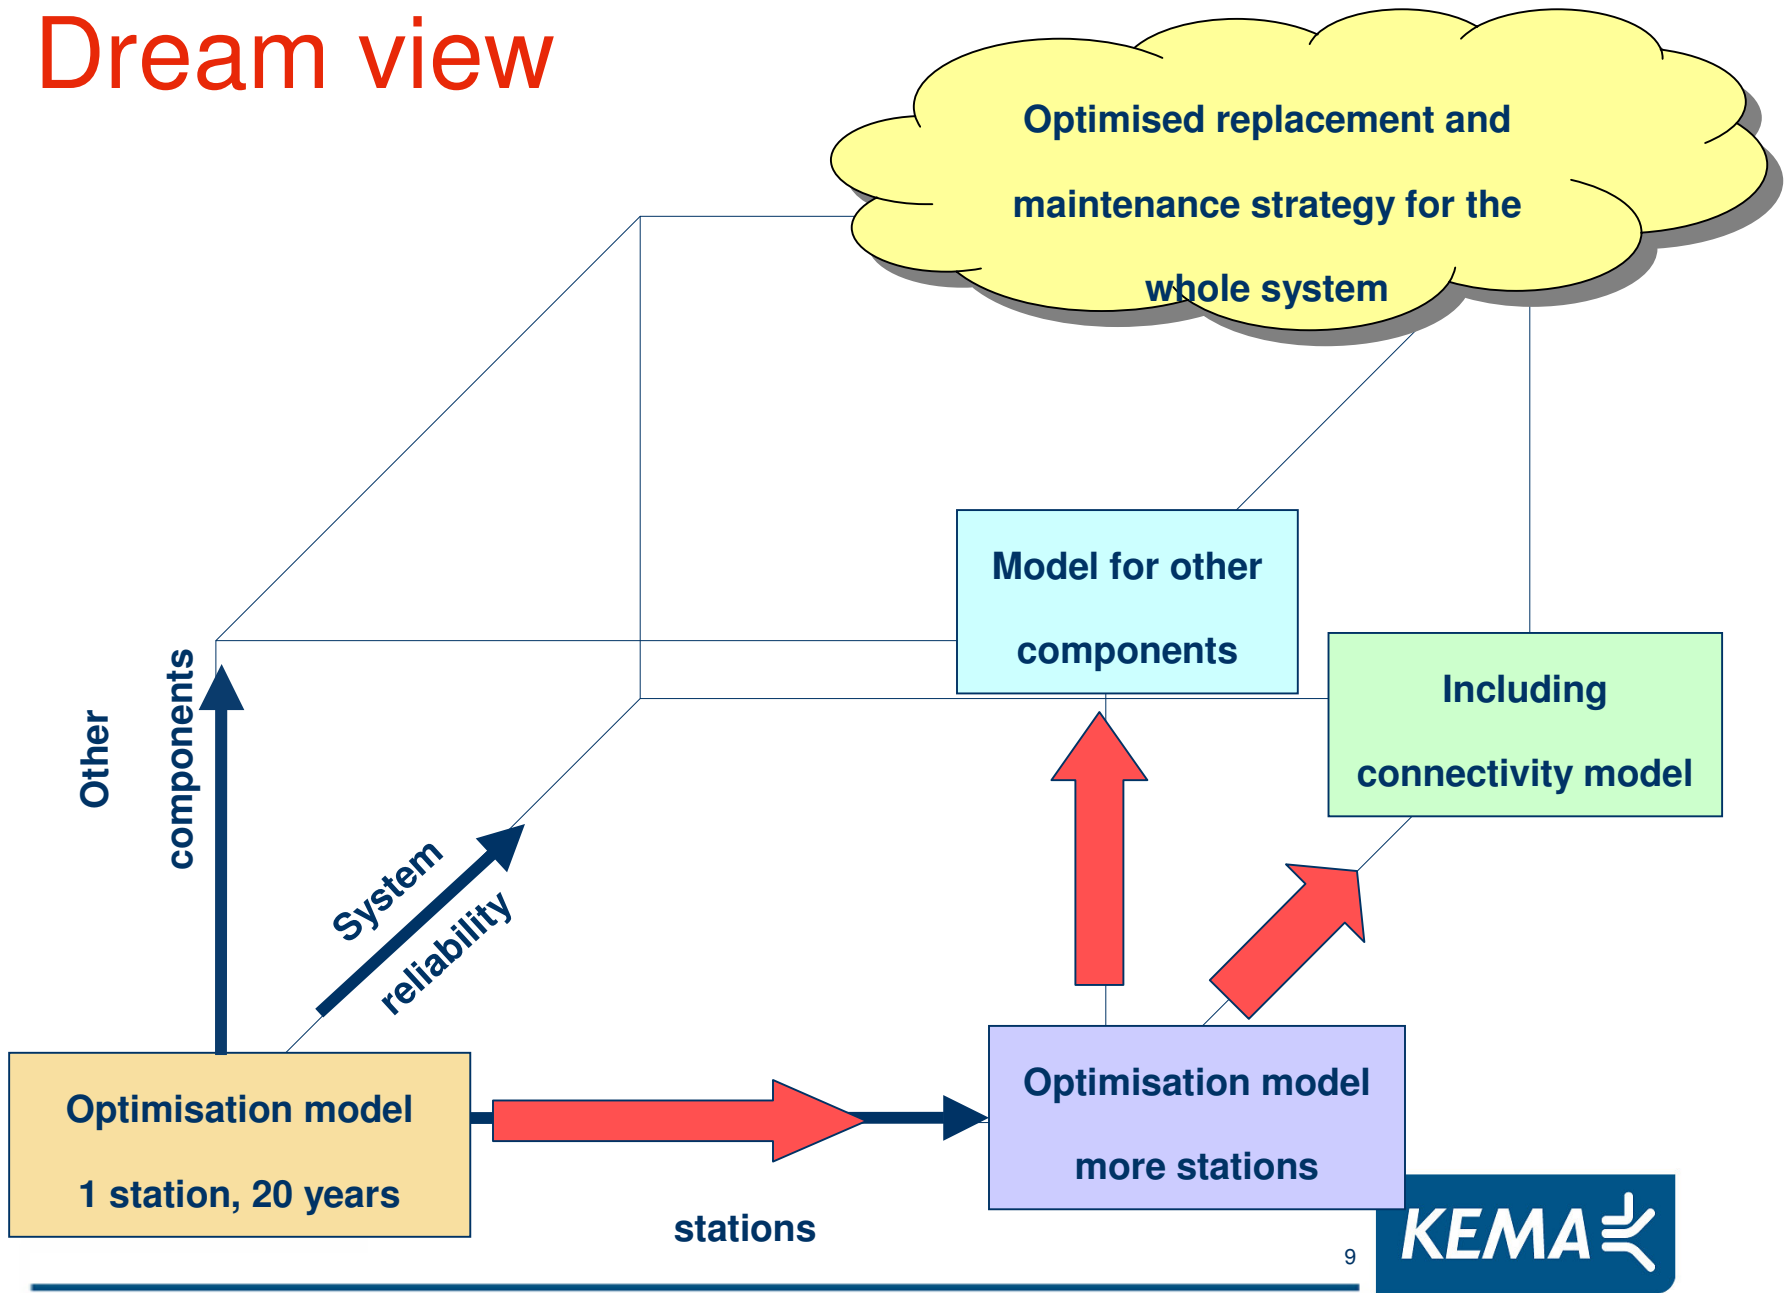 Dream view
Optimised replacement and
maintenance strategy for the
whole system
Model for other
components
Including
connectivity model
Other
components
System
reliability
Optimisation model
1 station, 20 years
Optimisation model
more stations
stations
9
KEMA